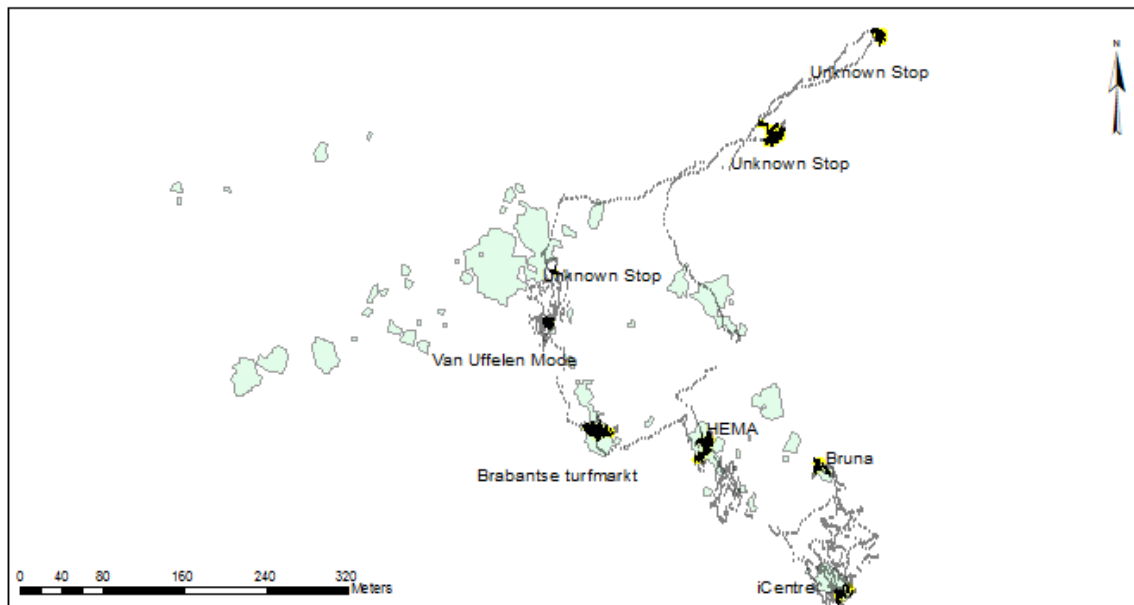 N
Unknown Stop
Unknown Stop
Unknown Stop
Van Uffelen Mode
HEMA
Bruna
Brabantse turfmarkt
iCentre
0 40 80 160 240 320
Meters